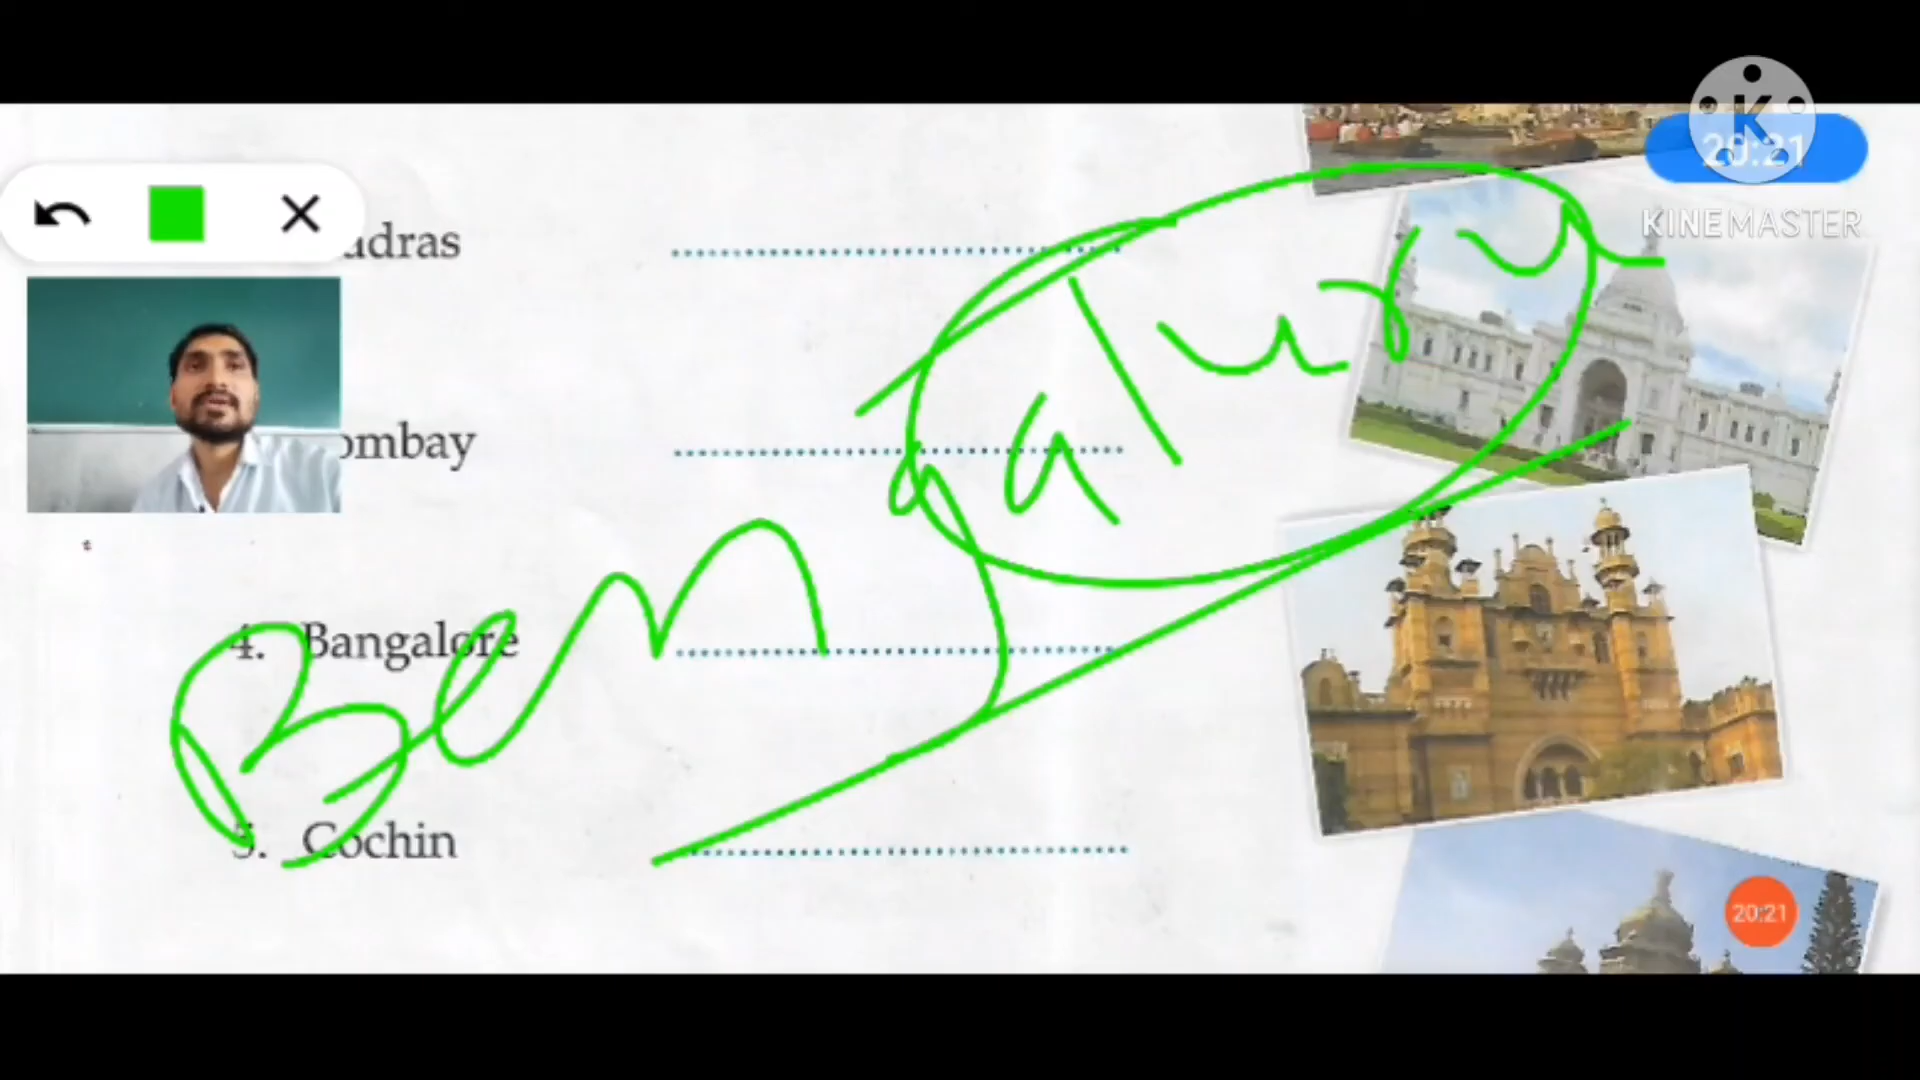 K
20:21
KINEMASTER
adras
ombay
4. Bangalore
Bengaluru
5. Cochin
20:21